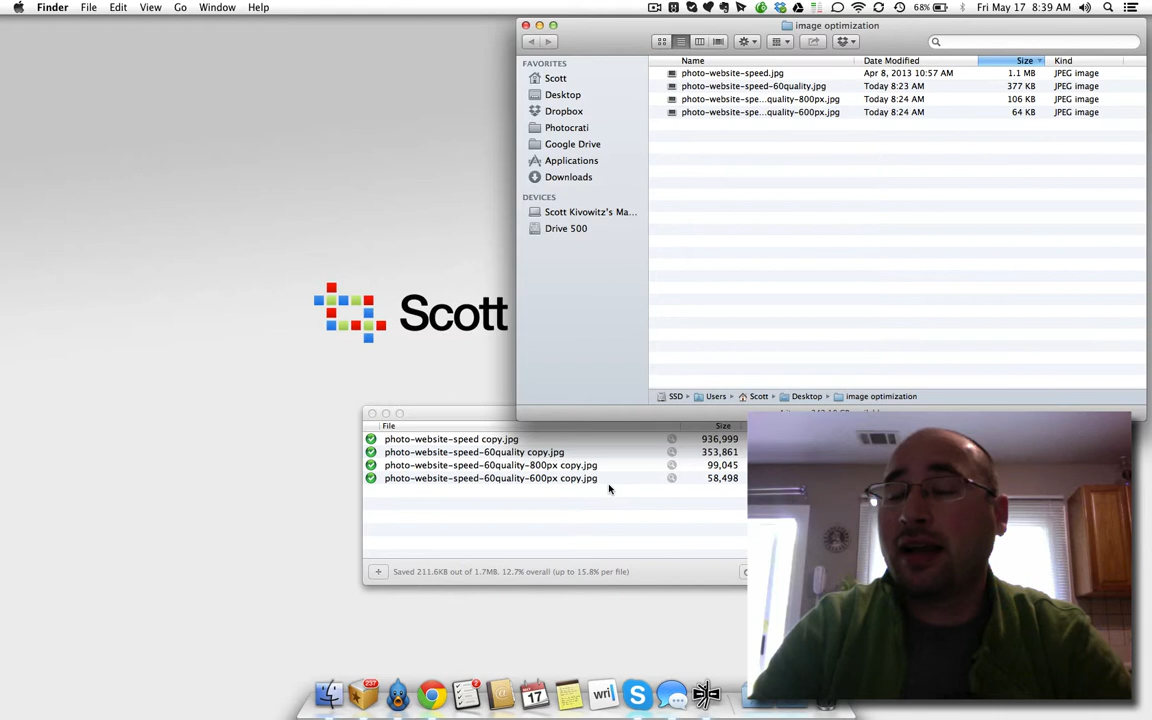 Finder File Edit View Go Window Help
68% Fri May 17 8:39 AM
image optimization
FAVORITES
Scott
Desktop
Dropbox
Photocrati
Google Drive
Applications
Downloads
DEVICES
Scott Kivowitz's Ma...
Drive 500
Name Date Modified Size Kind
photo-website-speed.jpg Apr 8, 2013 10:57 AM 1.1 MB JPEG image
photo-website-speed-60quality.jpg Today 8:23 AM 377 KB JPEG image
photo-website-spe...quality-800px.jpg Today 8:24 AM 106 KB JPEG image
photo-website-spe...quality-600px.jpg Today 8:24 AM 64 KB JPEG image
SSD Users Scott Desktop image optimization
Scott
File Size
photo-website-speed copy.jpg 936,999
photo-website-speed-60quality copy.jpg 353,861
photo-website-speed-60quality-800px copy.jpg 99,045
photo-website-speed-60quality-600px copy.jpg 58,498
Saved 211.6KB out of 1.7MB. 12.7% overall (up to 15.8% per file)
237
2
17
wri